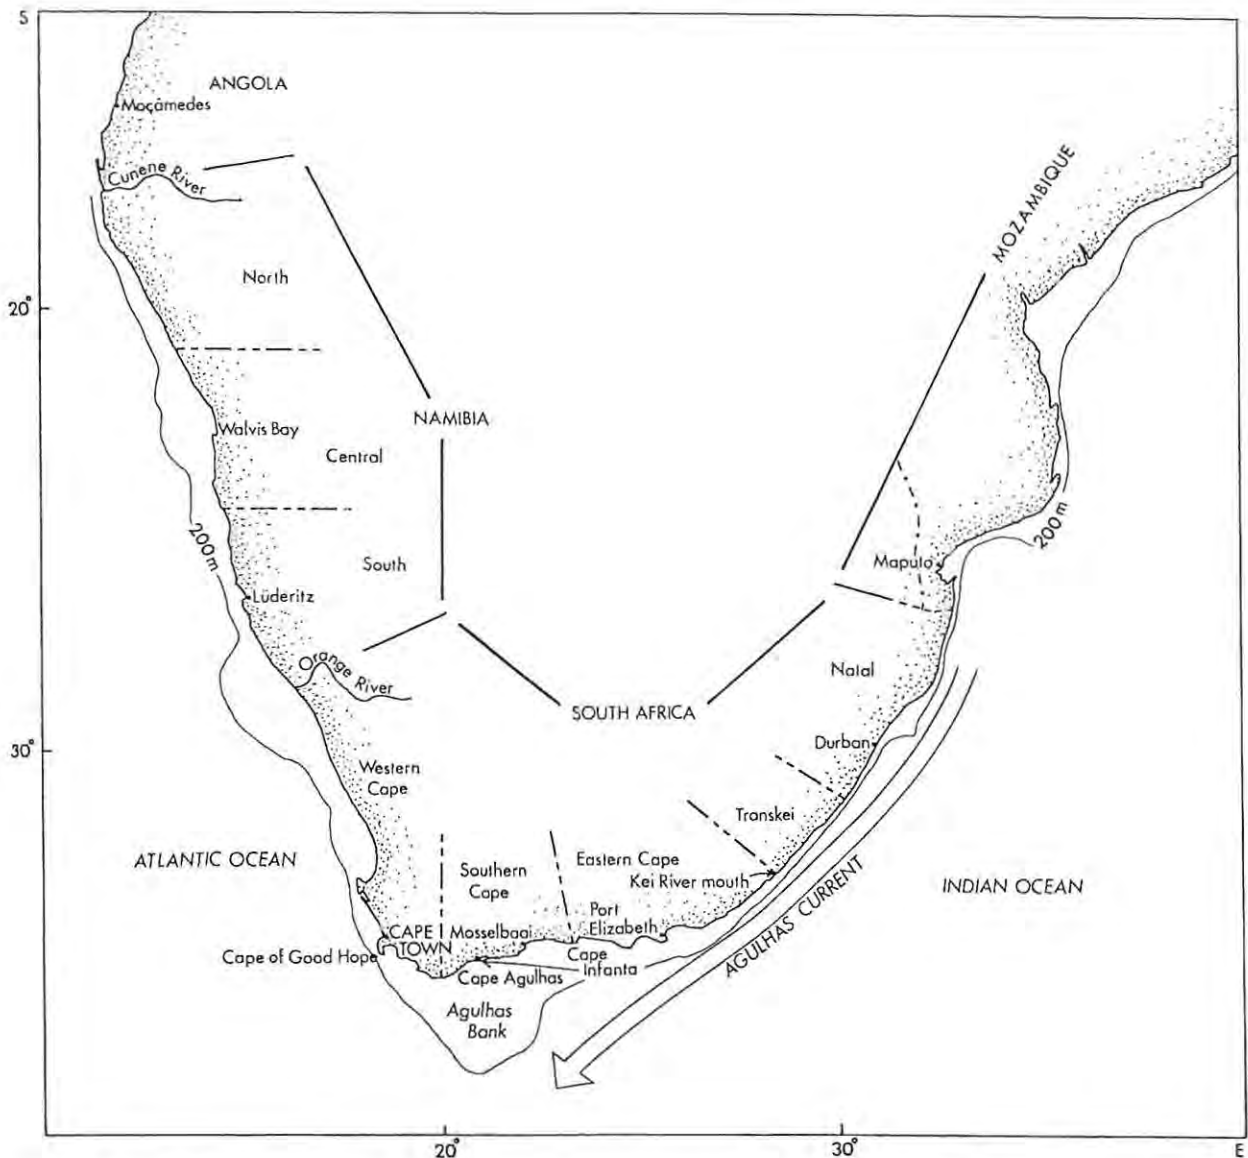 S
ANGOLA
Moçâmedes
Cunene River
MOZAMBIQUE
North
20°
NAMIBIA
Walvis Bay
Central
200m
200m
South
Maputo
Lüderitz
Orange River
Natal
SOUTH AFRICA
30°
Durban
Western
Cape
Transkei
ATLANTIC OCEAN
Southern
Cape
Eastern Cape
Kei River mouth
INDIAN OCEAN
AGULHAS CURRENT
Port
Elizabeth
CAPE
TOWN
Mosselbaai
Cape of Good Hope
Cape
Infanta
Cape Agulhas
Agulhas
Bank
20°
30°
E